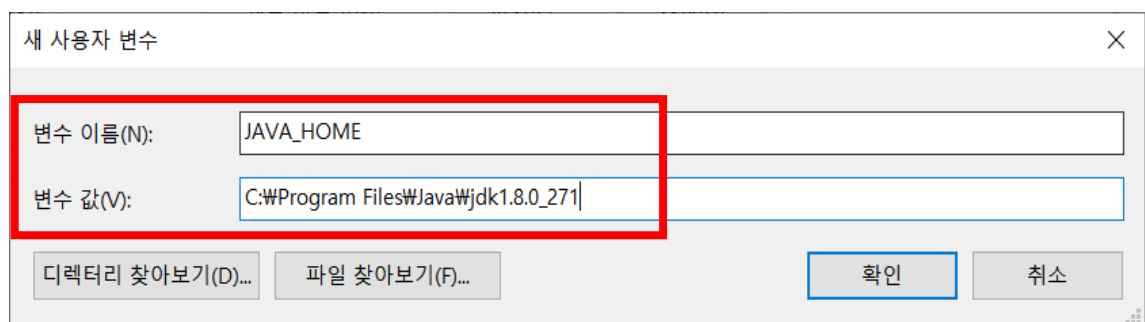 새 사용자 변수
변수 이름(N):
JAVA_HOME
변수 값(V):
C:₩Program Files₩Java₩jdk1.8.0_271
디렉터리 찾아보기(D)...
파일 찾아보기(F)...
확인
취소